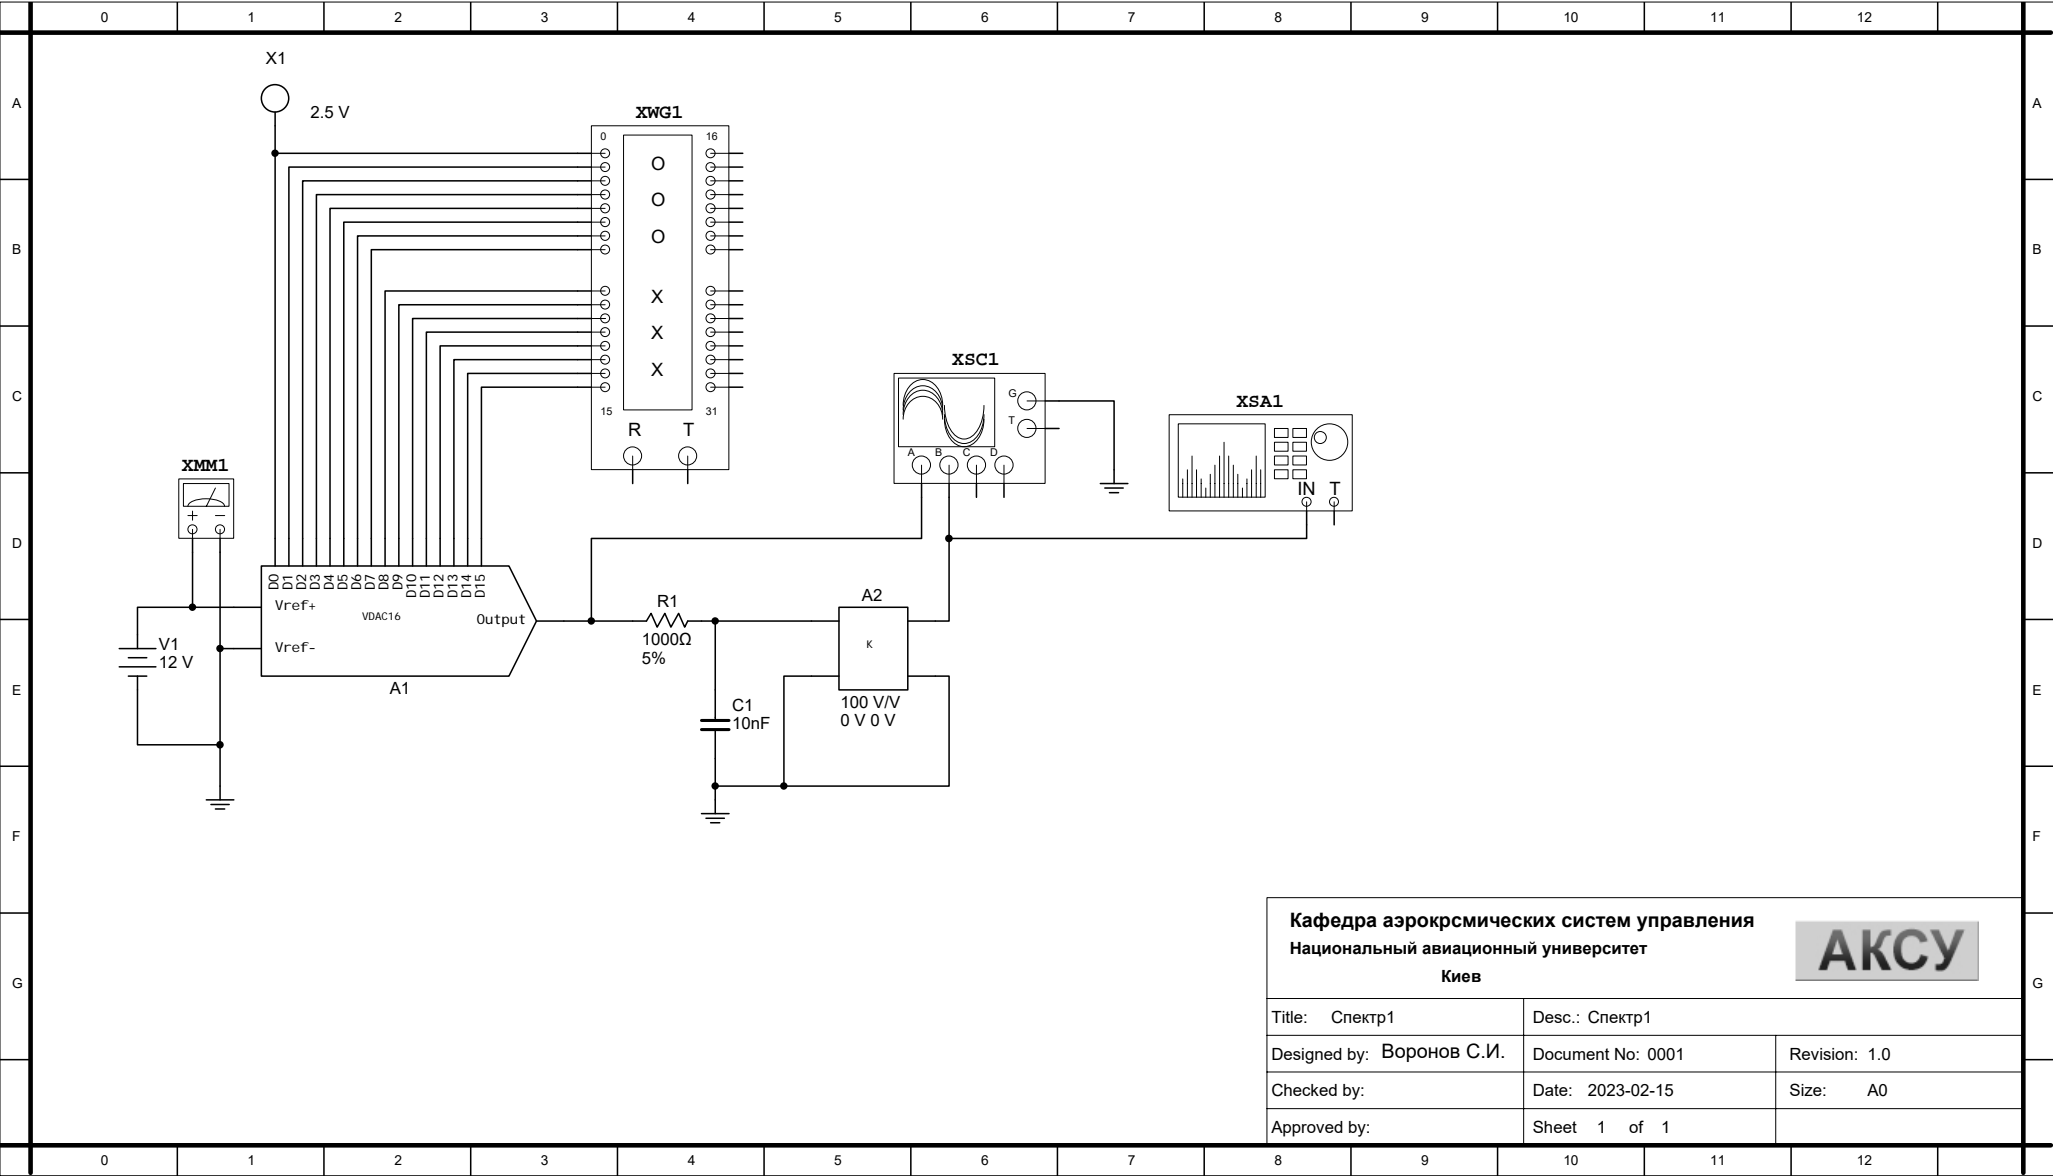 0 1 2 3 4 5 6 7 8 9 10 11 12
A A
B B
C C
D D
E E
F F
G G
X1
2.5 V
XWG1
0 16
O
O
O
X
X
X
15 31
R T
XSC1
G
T
A B C D
XSA1
IN T
XMM1
+ −
D0 D1 D2 D3 D4 D5 D6 D7 D8 D9 D10 D11 D12 D13 D14 D15
Vref+
VDAC16
Output
Vref-
A1
V1
12 V
R1
1000Ω
5%
C1
10nF
A2
K
100 V/V
0 V 0 V
Кафедра аэрокрсмических систем управления
Национальный авиационный университет
Киев
АКСУ
Title: Спектр1 Desc.: Спектр1
Designed by: Воронов С.И. Document No: 0001 Revision: 1.0
Checked by: Date: 2023-02-15 Size: A0
Approved by: Sheet 1 of 1
0 1 2 3 4 5 6 7 8 9 10 11 12